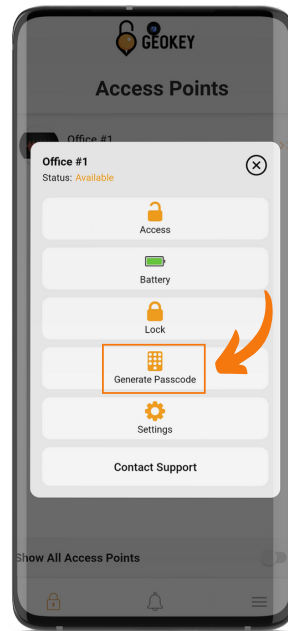 GEOKEY
Access Points
Office #1
Office #1
Status: Available
Access
Battery
Lock
Generate Passcode
Settings
Contact Support
Show All Access Points